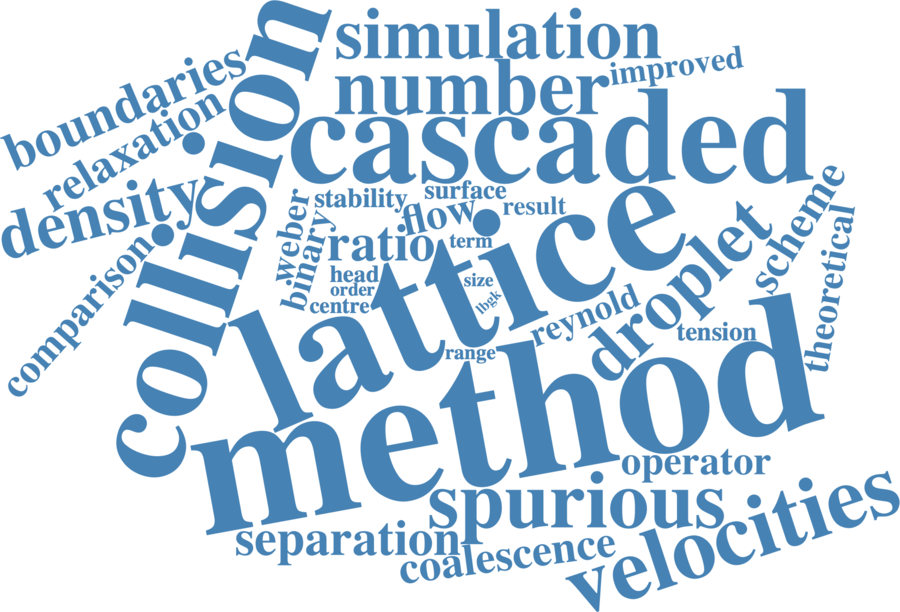 simulation
number
improved
cascaded
boundaries
relaxation
density
collision
comparison
weber
binary
stability
surface
flow
result
ratio
term
head
order
centre
size
lbgk
lattice
range
reynold
droplet
scheme
theoretical
tension
method
operator
spurious
separation
coalescence
velocities